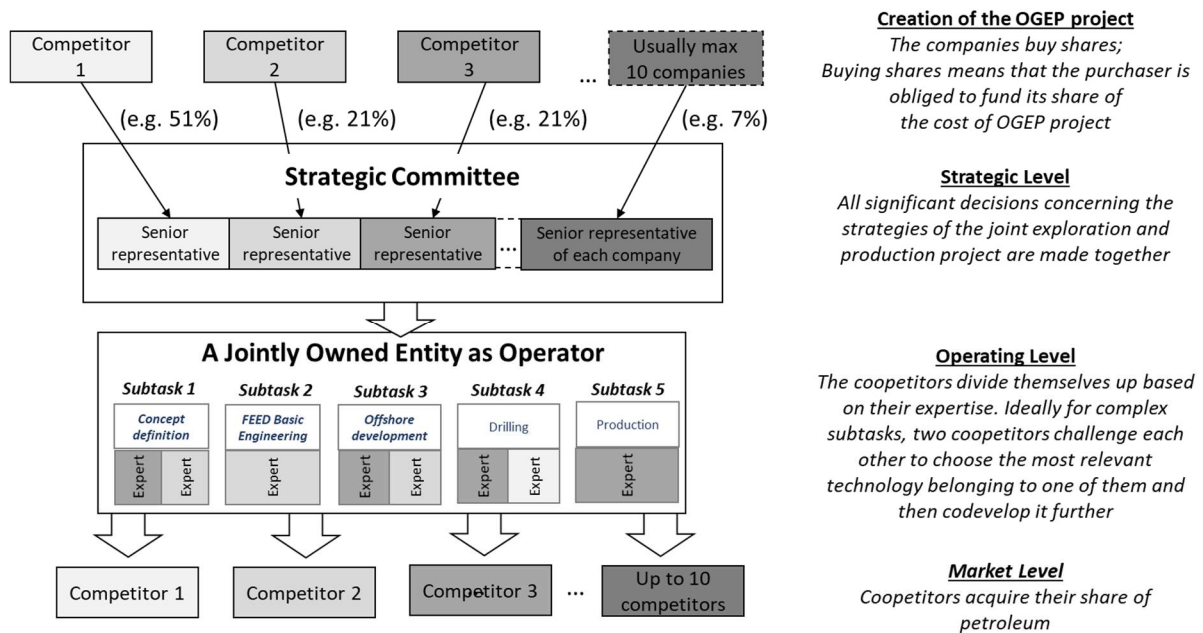 Competitor
1
Competitor
2
Competitor
3
...
Usually max
10 companies
(e.g. 51%)
(e.g. 21%)
(e.g. 21%)
(e.g. 7%)
Creation of the OGEP project
The companies buy shares;
Buying shares means that the purchaser is
obliged to fund its share of
the cost of OGEP project
Strategic Committee
Senior
representative
Senior
representative
Senior
representative
...
Senior representative
of each company
Strategic Level
All significant decisions concerning the
strategies of the joint exploration and
production project are made together
A Jointly Owned Entity as Operator
Subtask 1
Concept
definition
Expert
Expert
Subtask 2
FEED Basic
Engineering
Expert
Subtask 3
Offshore
development
Expert
Expert
Subtask 4
Drilling
Expert
Expert
Subtask 5
Production
Expert
Operating Level
The coopetitors divide themselves up based
on their expertise. Ideally for complex
subtasks, two coopetitors challenge each
other to choose the most relevant
technology belonging to one of them and
then codevelop it further
Competitor 1
Competitor 2
Competitor 3
...
...
Up to 10
competitors
Market Level
Coopetitors acquire their share of
petroleum